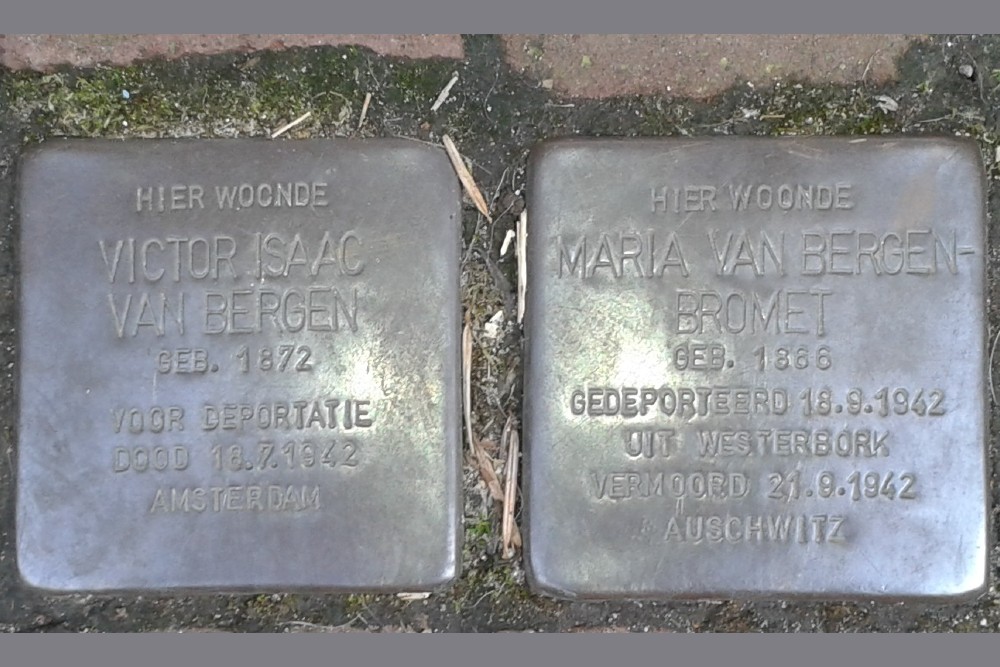 HIER WOONDE
VICTOR ISAAC
VAN BERGEN
GEB. 1872
VOOR DEPORTATIE
DOOD 18.7.1942
AMSTERDAM
HIER WOONDE
MARIA VAN BERGEN-
BROMET
GEB. 1886
GEDEPORTEERD 18.9.1942
UIT WESTERBORK
VERMOORD 21.9.1942
AUSCHWITZ